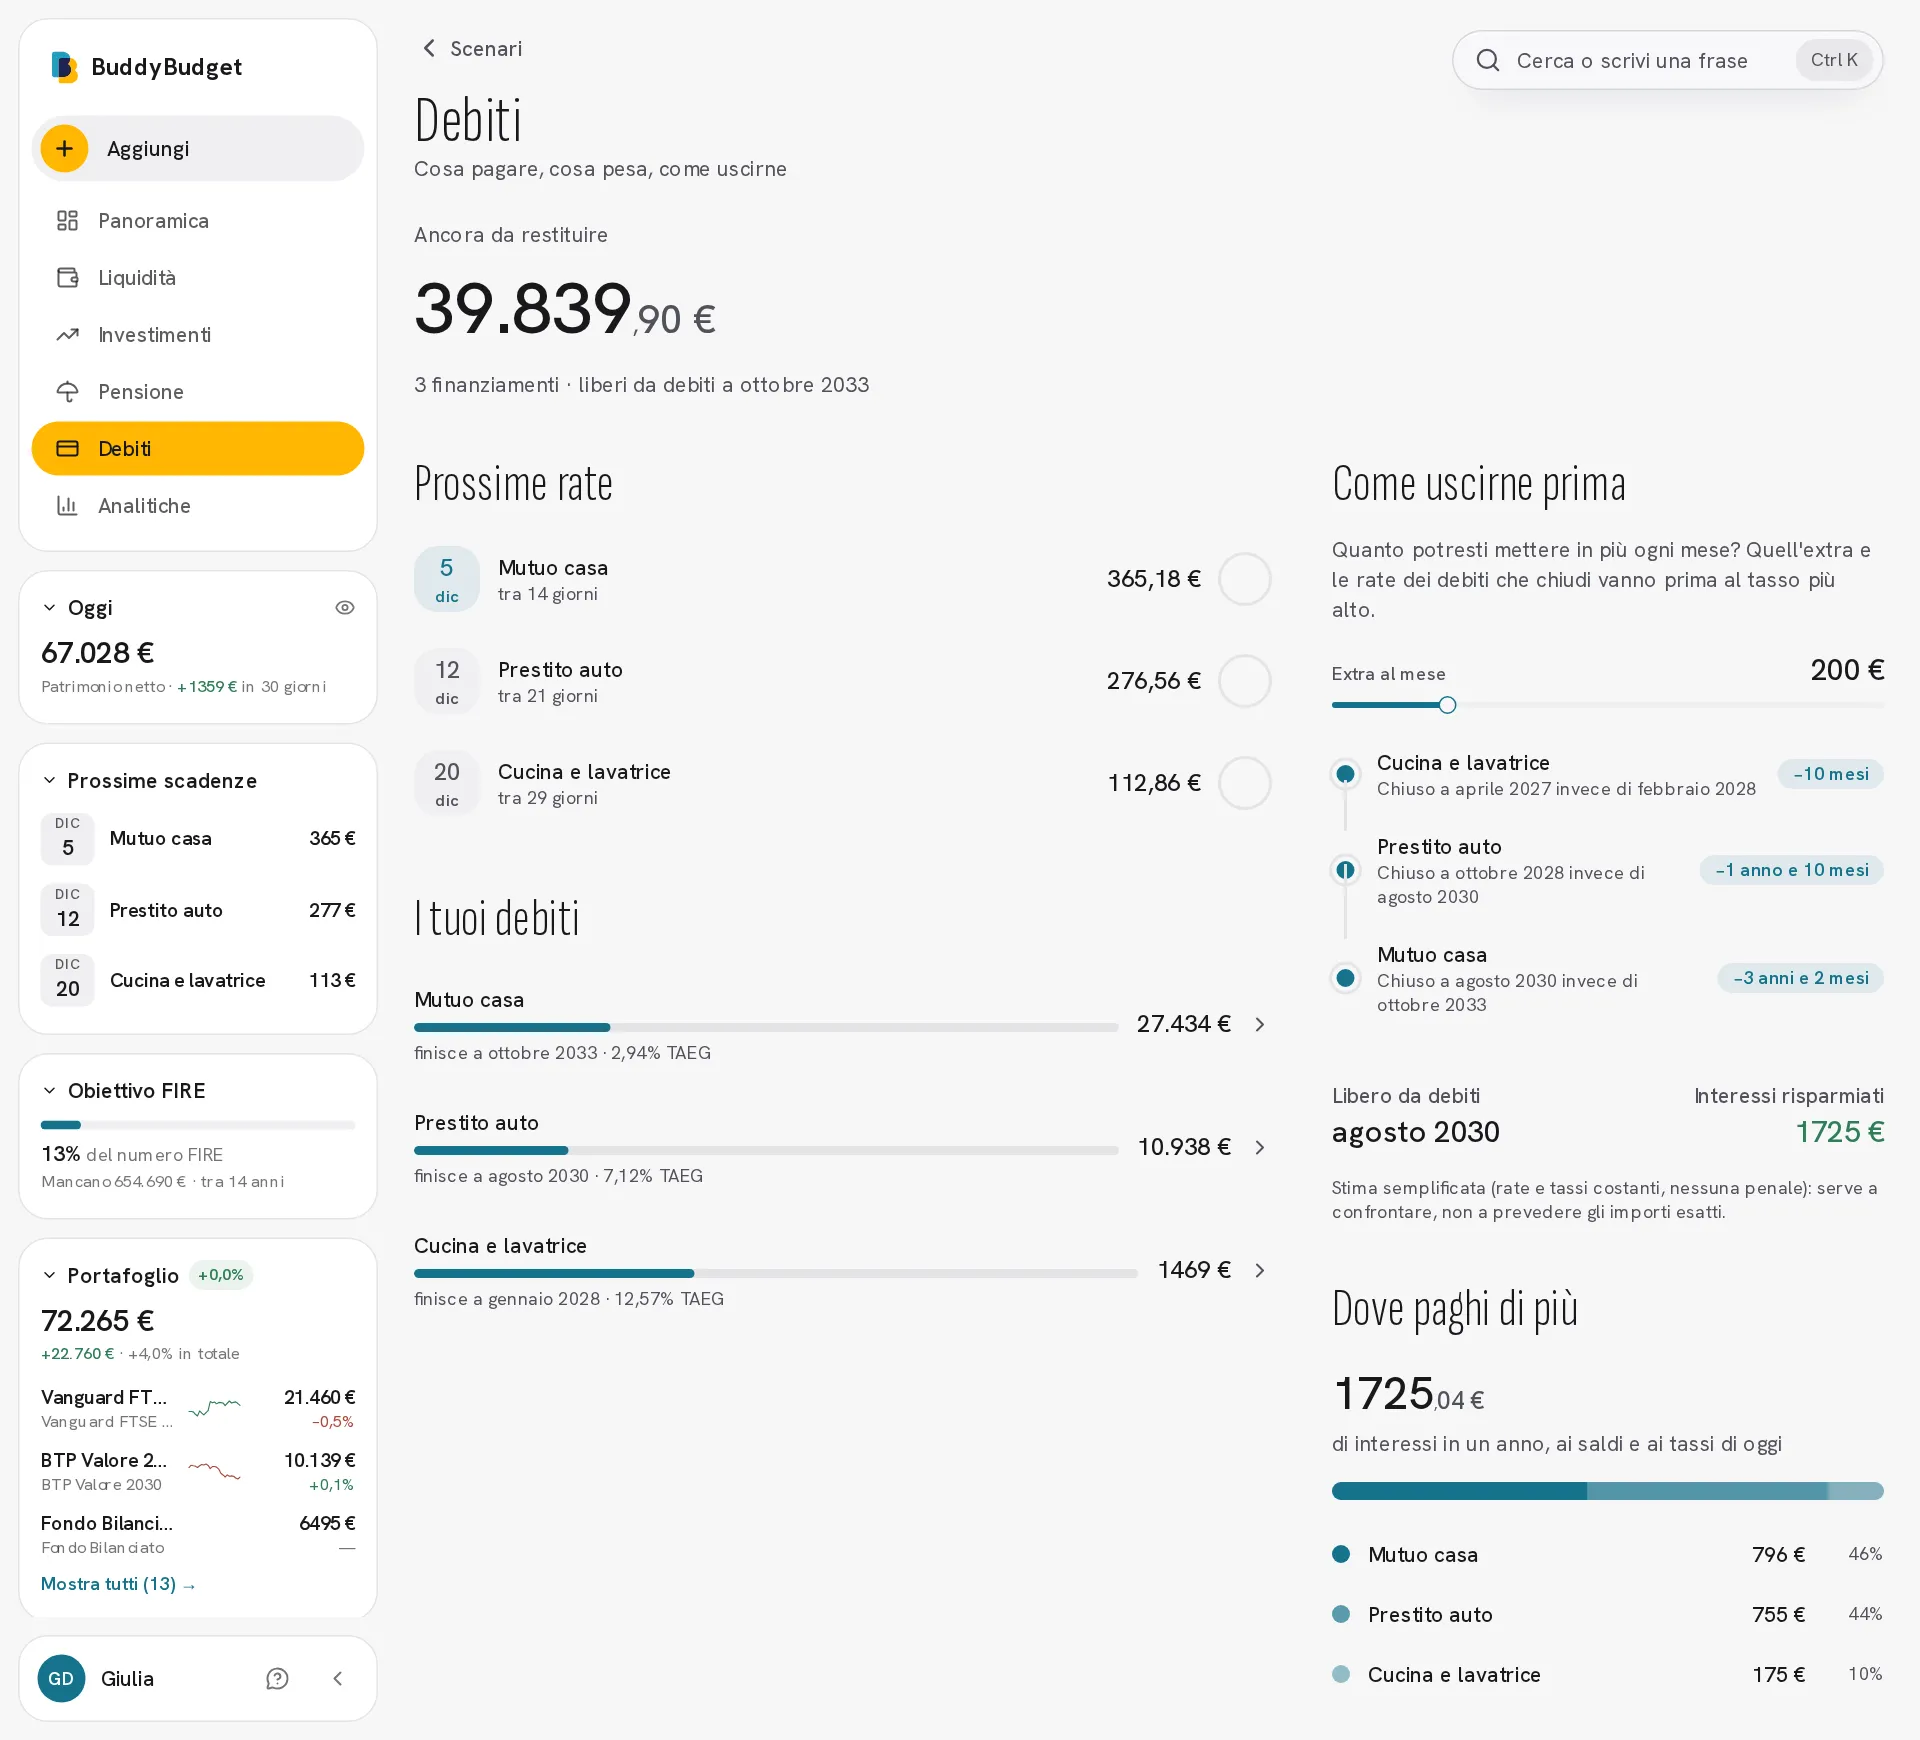 BuddyBudget
Aggiungi
Panoramica
Liquidità
Investimenti
Pensione
Debiti
Analitiche
Oggi
67.028 €
Patrimonio netto · +1359 € in 30 giorni
Prossime scadenze
DIC
5
Mutuo casa
365 €
DIC
12
Prestito auto
277 €
DIC
20
Cucina e lavatrice
113 €
Obiettivo FIRE
13% del numero FIRE
Mancano 654.690 € · tra 14 anni
Portafoglio
+0,0%
72.265 €
+22.760 € · +4,0% in totale
Vanguard FT...
21.460 €
Vanguard FTSE ...
−0,5%
BTP Valore 2...
10.139 €
BTP Valore 2030
+0,1%
Fondo Bilanci...
6495 €
Fondo Bilanciato
—
Mostra tutti (13) →
GD
Giulia
Scenari
Cerca o scrivi una frase
Ctrl K
Debiti
Cosa pagare, cosa pesa, come uscirne
Ancora da restituire
39.839,90 €
3 finanziamenti · liberi da debiti a ottobre 2033
Prossime rate
5
dic
Mutuo casa
tra 14 giorni
365,18 €
12
dic
Prestito auto
tra 21 giorni
276,56 €
20
dic
Cucina e lavatrice
tra 29 giorni
112,86 €
I tuoi debiti
Mutuo casa
27.434 €
finisce a ottobre 2033 · 2,94% TAEG
Prestito auto
10.938 €
finisce a agosto 2030 · 7,12% TAEG
Cucina e lavatrice
1469 €
finisce a gennaio 2028 · 12,57% TAEG
Come uscirne prima
Quanto potresti mettere in più ogni mese? Quell'extra e
le rate dei debiti che chiudi vanno prima al tasso più
alto.
Extra al mese
200 €
Cucina e lavatrice
Chiuso a aprile 2027 invece di febbraio 2028
−10 mesi
Prestito auto
Chiuso a ottobre 2028 invece di
agosto 2030
−1 anno e 10 mesi
Mutuo casa
Chiuso a agosto 2030 invece di
ottobre 2033
−3 anni e 2 mesi
Libero da debiti
agosto 2030
Interessi risparmiati
1725 €
Stima semplificata (rate e tassi costanti, nessuna penale): serve a
confrontare, non a prevedere gli importi esatti.
Dove paghi di più
1725,04 €
di interessi in un anno, ai saldi e ai tassi di oggi
Mutuo casa
796 €
46%
Prestito auto
755 €
44%
Cucina e lavatrice
175 €
10%